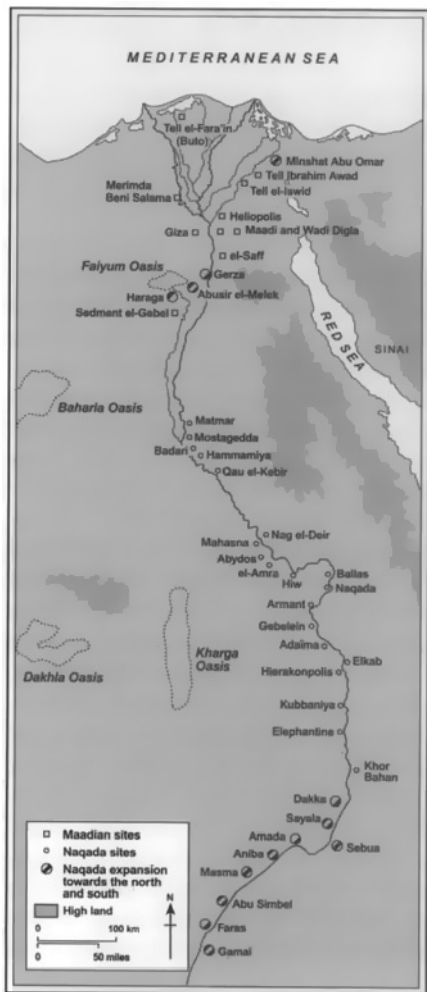 MEDITERRANEAN SEA
Tell el-Fara'in
(Buto)
Minshat Abu Omar
Tell Ibrahim Awad
Tell el-Iswid
Merimda
Beni Salama
Heliopolis
Giza
Maadi and Wadi Digla
el-Saff
Faiyum Oasis
Gerza
Haraga
Abusir el-Melek
Sedment el-Gebel
RED SEA
SINAI
Baharia Oasis
Matmar
Mostagedda
Badari
Hammamiya
Qau el-Kebir
Nag el-Deir
Mahasna
Abydos
el-Amra
Hiw
Ballas
Naqada
Armant
Gebelein
Adaïma
Elkab
Hierakonpolis
Dakhla Oasis
Kharga
Oasis
Kubbaniya
Elephantine
Khor
Bahan
Dakka
Sayala
Amada
Sebua
Aniba
Masma
Abu Simbel
Faras
Gamai
Maadian sites
Naqada sites
Naqada expansion
towards the north
and south
High land
N
0 100 km
0 50 miles